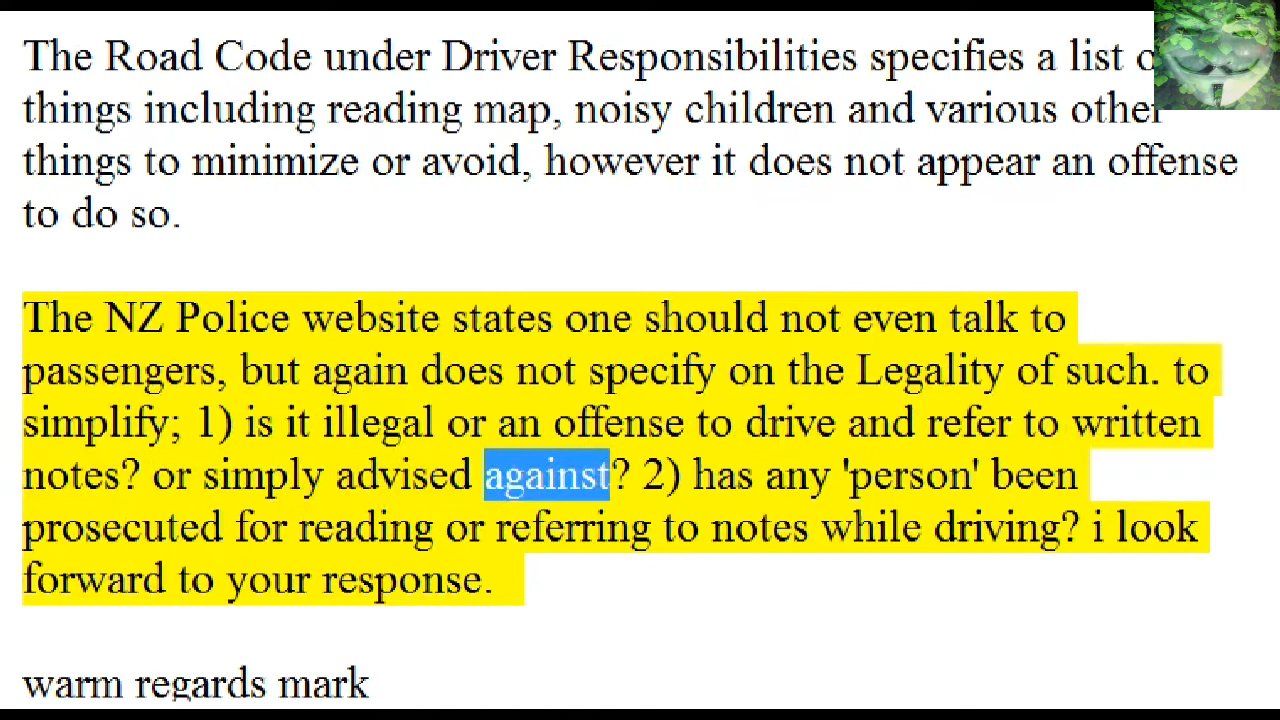 The Road Code under Driver Responsibilities specifies a list
things including reading map, noisy children and various other
things to minimize or avoid, however it does not appear an offense
to do so.
The NZ Police website states one should not even talk to
passengers, but again does not specify on the Legality of such. to
simplify; 1) is it illegal or an offense to drive and refer to written
notes? or simply advised against? 2) has any 'person' been
prosecuted for reading or referring to notes while driving? i look
forward to your response.
warm regards mark